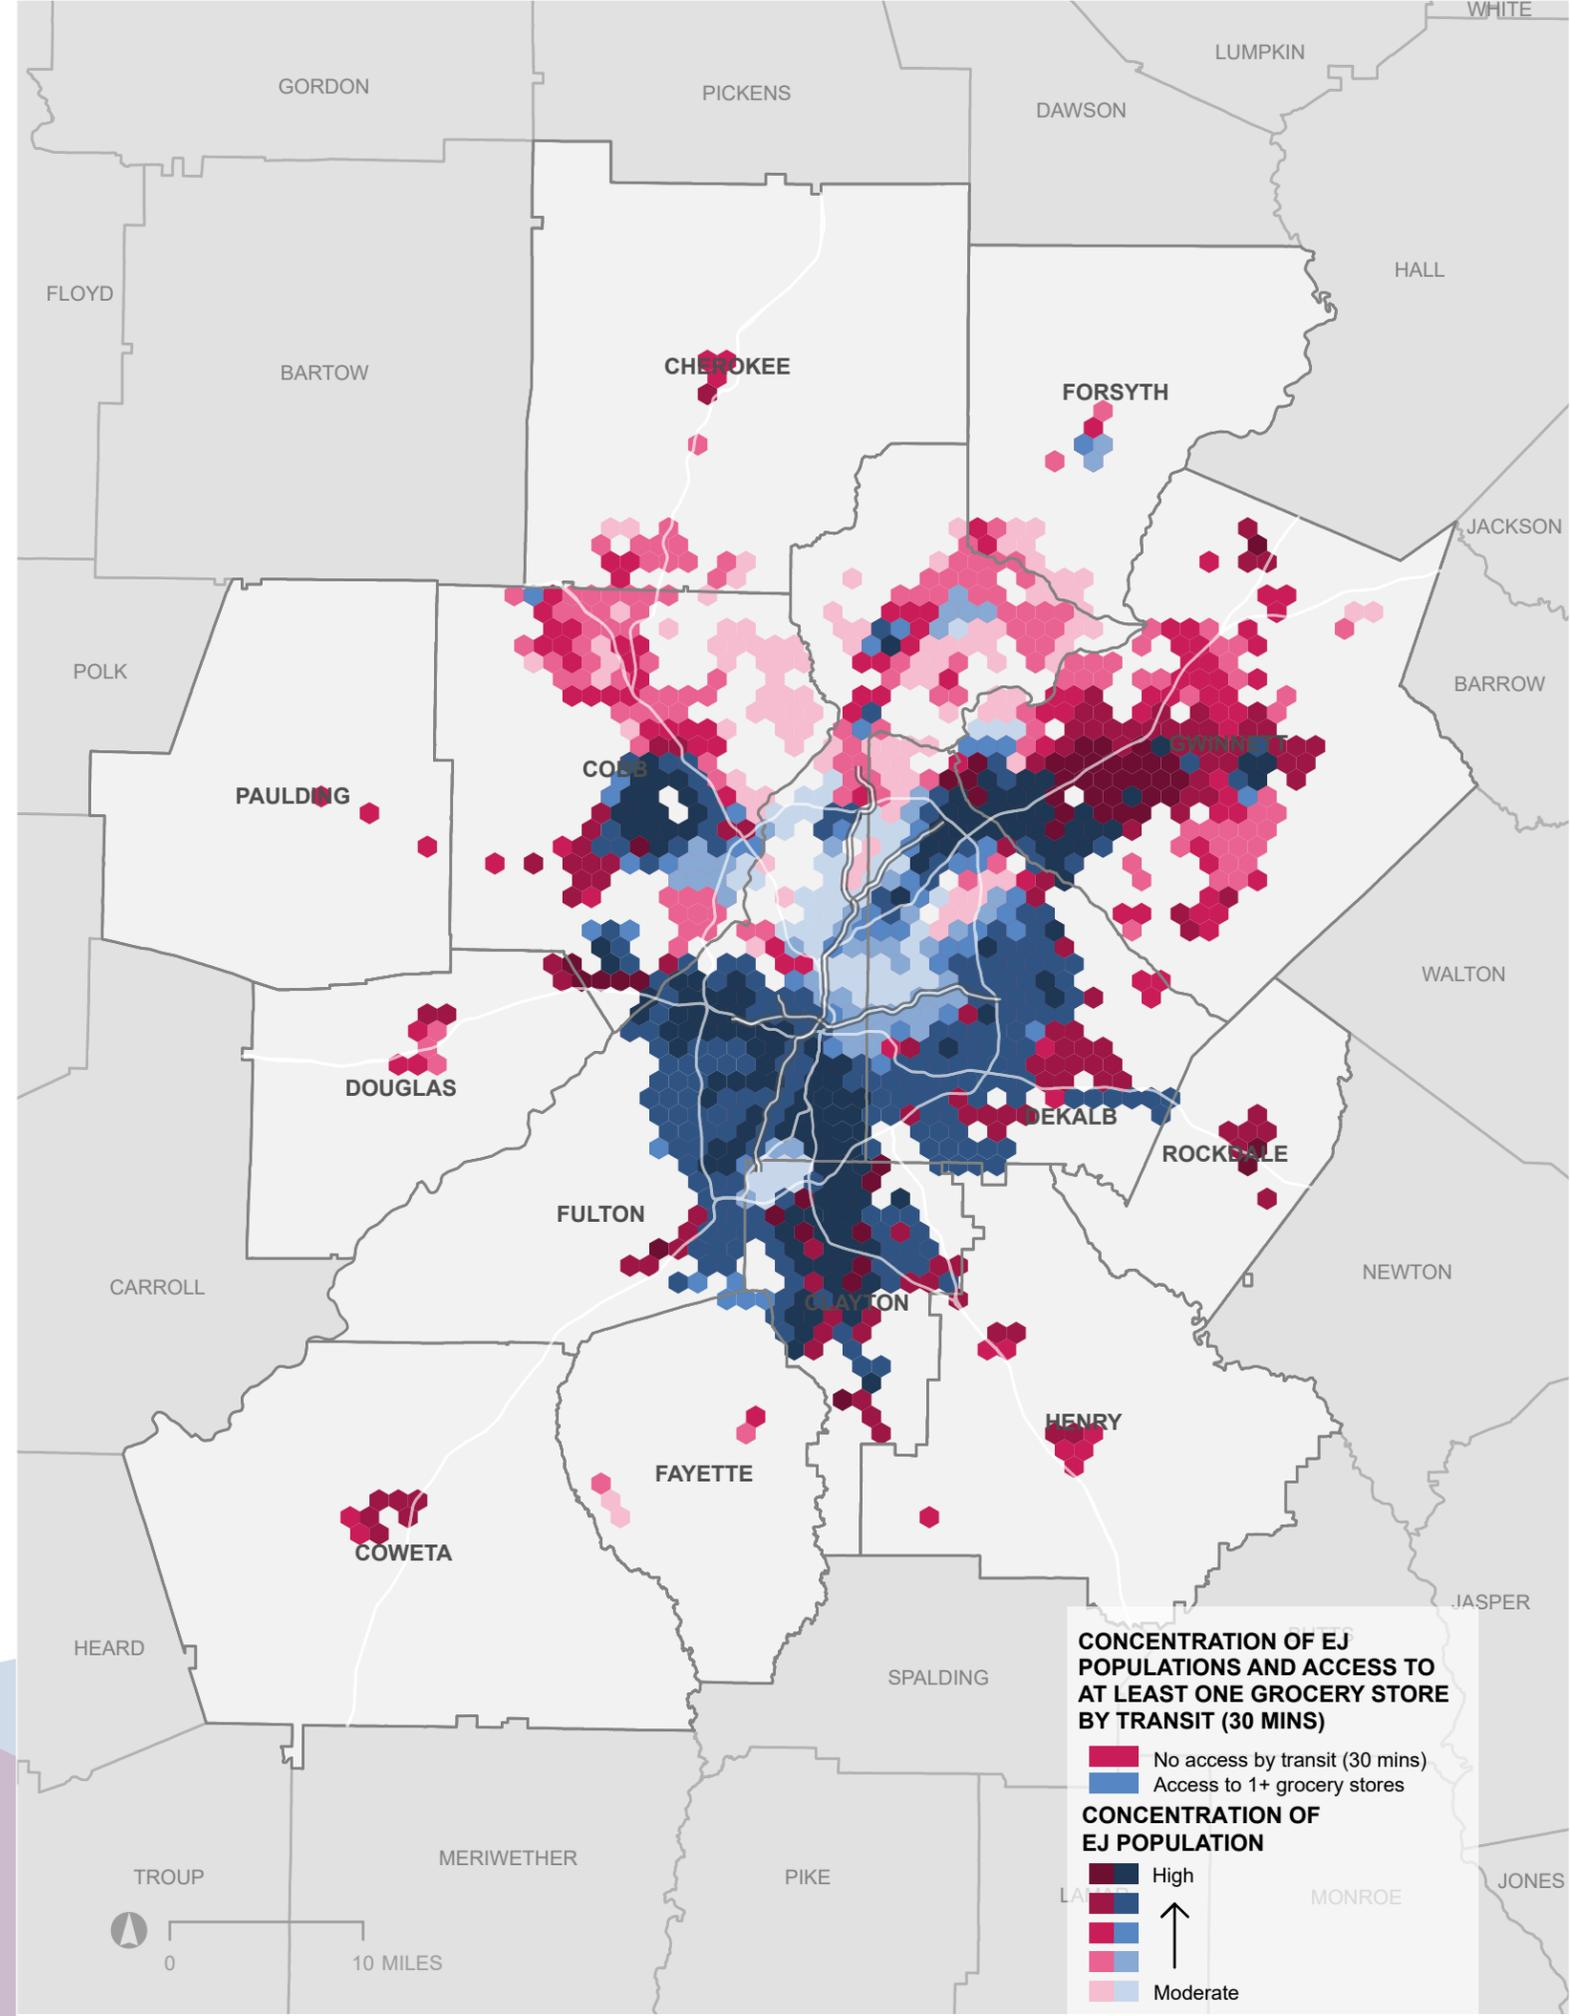 WHITE
LUMPKIN
GORDON
PICKENS
DAWSON
HALL
FLOYD
BARTOW
CHEROKEE
FORSYTH
JACKSON
POLK
BARROW
GWINNETT
COBB
PAULDING
WALTON
DOUGLAS
DEKALB
ROCKDALE
FULTON
NEWTON
CARROLL
CLAYTON
HENRY
FAYETTE
COWETA
JASPER
BUTTS
HEARD
SPALDING
CONCENTRATION OF EJ
POPULATIONS AND ACCESS TO
AT LEAST ONE GROCERY STORE
BY TRANSIT (30 MINS)
No access by transit (30 mins)
Access to 1+ grocery stores
CONCENTRATION OF
EJ POPULATION
High
Moderate
MERIWETHER
TROUP
PIKE
LAMAR
MONROE
JONES
0 10 MILES